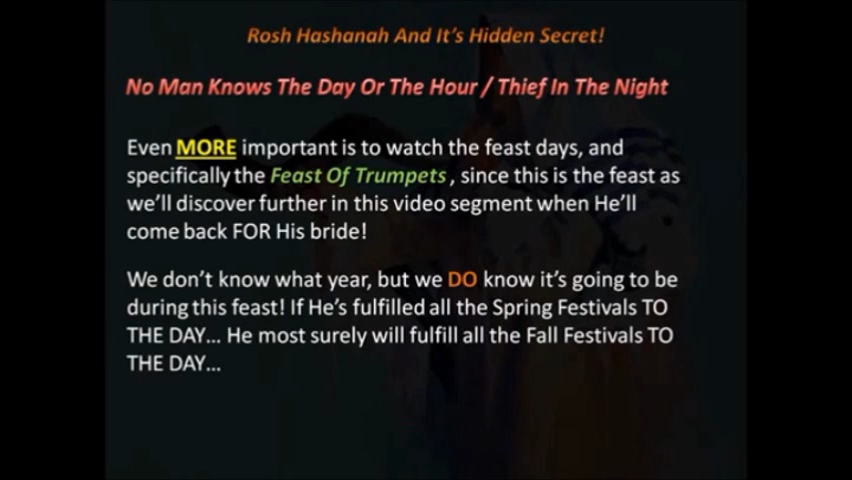 Rosh Hashanah And It's Hidden Secret!
No Man Knows The Day Or The Hour / Thief In The Night
Even MORE important is to watch the feast days, and
specifically the Feast Of Trumpets , since this is the feast as
we'll discover further in this video segment when He'll
come back FOR His bride!
We don't know what year, but we DO know it's going to be
during this feast! If He's fulfilled all the Spring Festivals TO
THE DAY... He most surely will fulfill all the Fall Festivals TO
THE DAY...